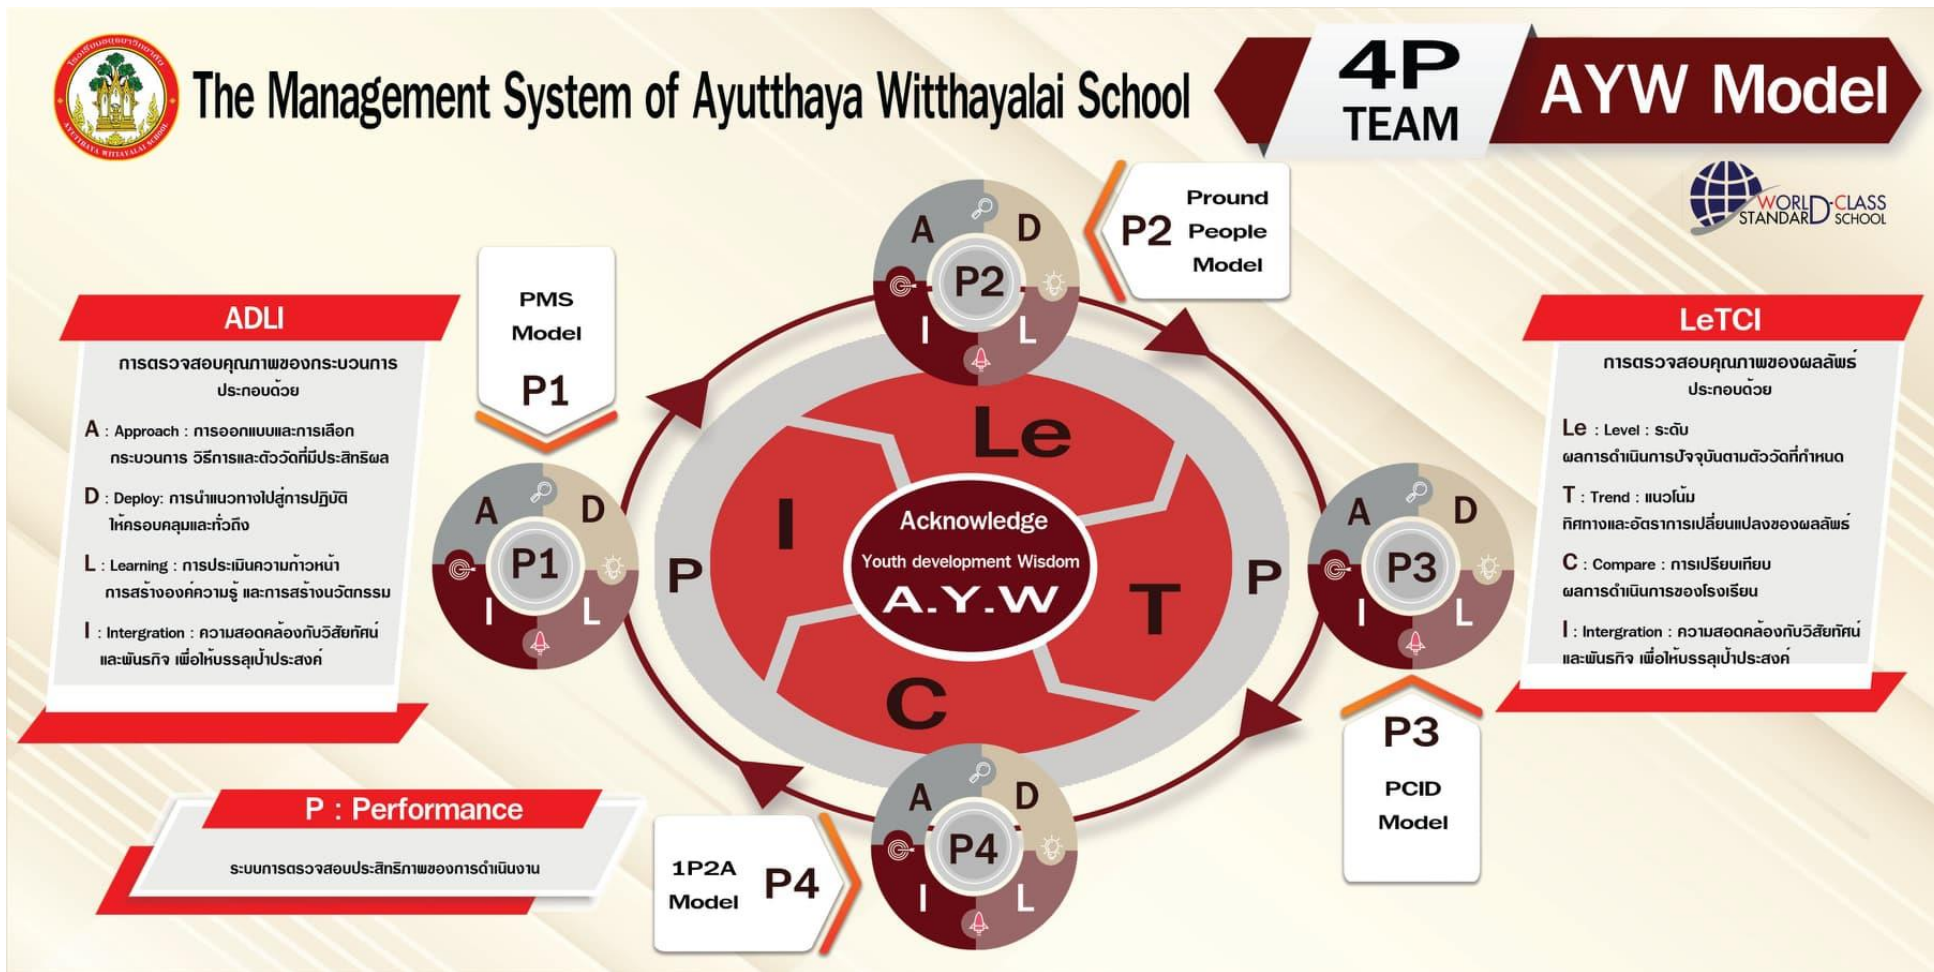 The Management System of Ayutthaya Witthayalai School
4P
TEAM
AYW Model
โรงเรียนอยุธยาวิทยาลัย
AYUTTHAYA WITTAYALAI SCHOOL
WORLD-CLASS
STANDARD SCHOOL
ADLI
การตรวจสอบคุณภาพของกระบวนการ
ประกอบด้วย
A : Approach : การออกแบบและการเลือก
กระบวนการ วิธีการและตัววัดที่มีประสิทธิผล
D : Deploy: การนำแนวทางไปสู่การปฏิบัติ
ให้ครอบคลุมและทั่วถึง
L : Learning : การประเมินความก้าวหน้า
การสร้างองค์ความรู้ และการสร้างนวัตกรรม
I : Intergration : ความสอดคล้องกับวิสัยทัศน์
และพันธกิจ เพื่อให้บรรลุเป้าประสงค์
P : Performance
ระบบการตรวจสอบประสิทธิภาพของการดำเนินงาน
PMS
Model
P1
A D
P1
I L
P2
Pround
People
Model
A D
P2
I L
Le
I
T
C
P
P
Acknowledge
Youth development Wisdom
A.Y.W
A D
P3
I L
P3
PCID
Model
1P2A
Model
P4
A D
P4
I L
LeTCI
การตรวจสอบคุณภาพของผลลัพธ์
ประกอบด้วย
Le : Level : ระดับ
ผลการดำเนินการปัจจุบันตามตัววัดที่กำหนด
T : Trend : แนวโน้ม
ทิศทางและอัตราการเปลี่ยนแปลงของผลลัพธ์
C : Compare : การเปรียบเทียบ
ผลการดำเนินการของโรงเรียน
I : Intergration : ความสอดคล้องกับวิสัยทัศน์
และพันธกิจ เพื่อให้บรรลุเป้าประสงค์